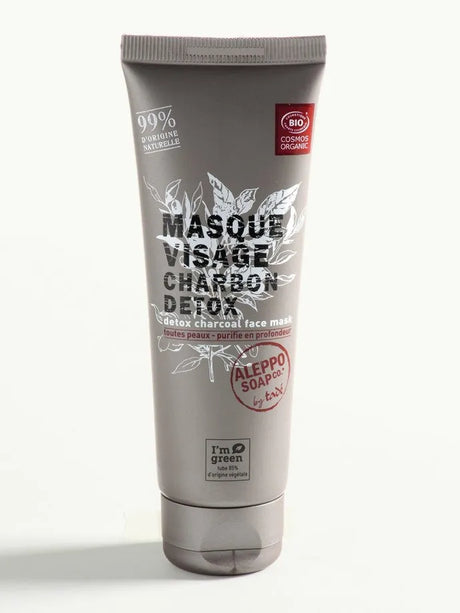 99%
D'ORIGINE
NATURELLE
BIO
COSMOS
ORGANIC
MASQUE
VISAGE
CHARBON
DETOX
detox charcoal face mask
toutes peaux - purifie en profondeur
ALEPPO
SOAP CO.
by tadé
I'm
green
tube 85%
d'origine végétale